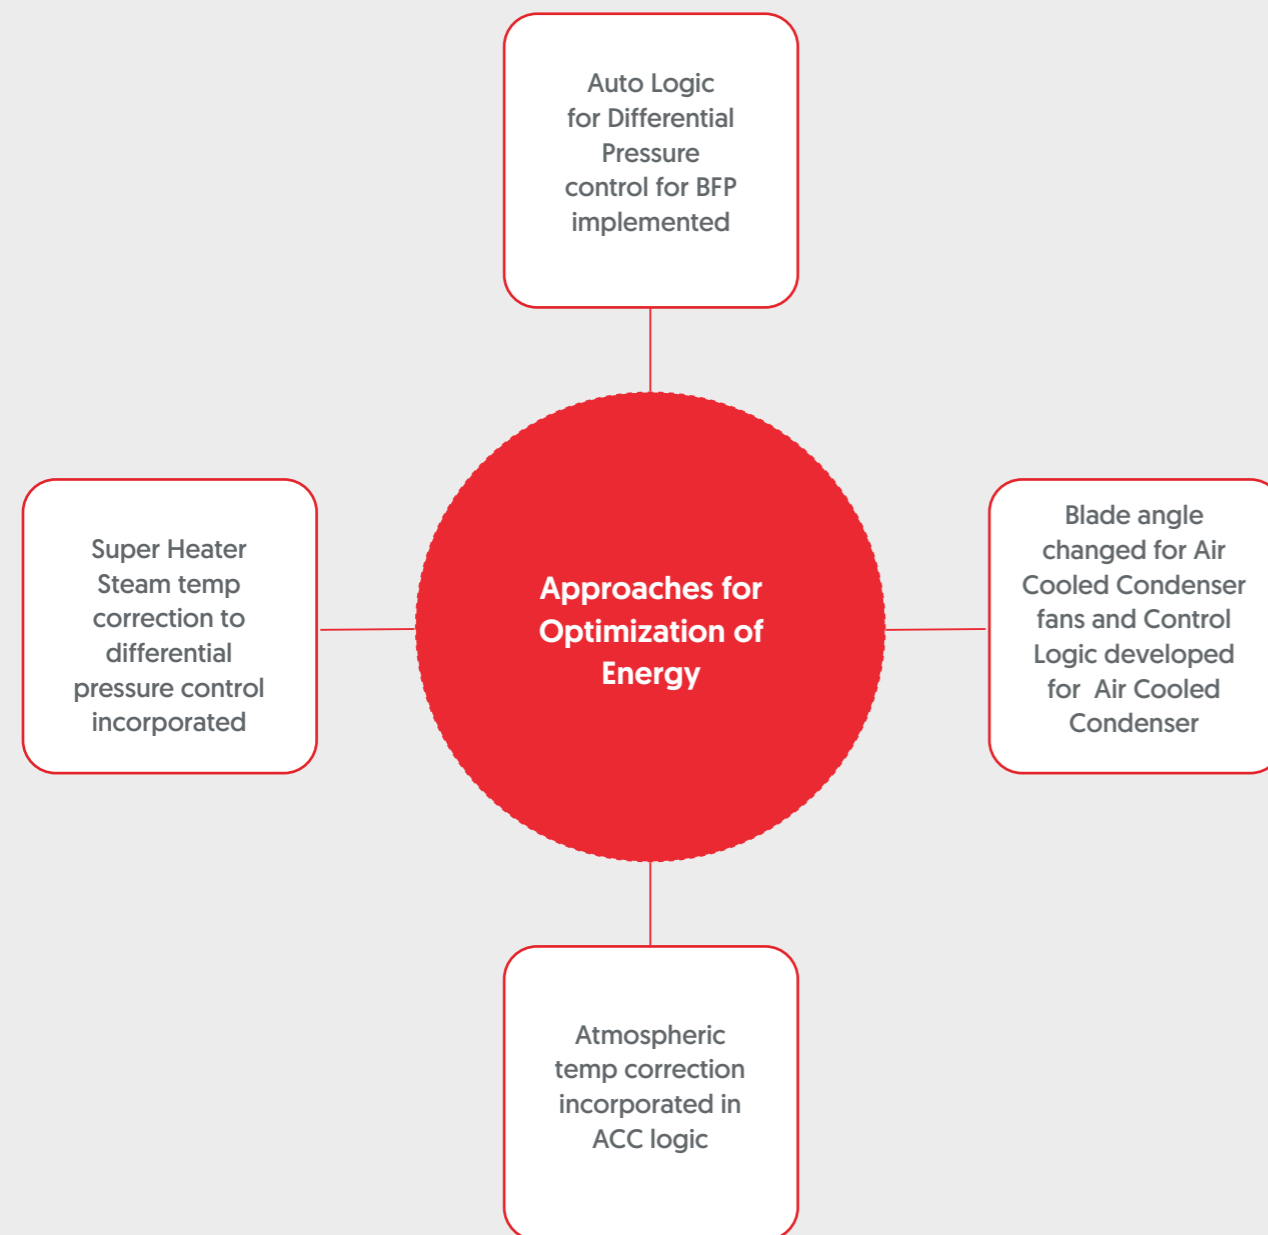 Auto Logic
for Differential
Pressure
control for BFP
implemented
Super Heater
Steam temp
correction to
differential
pressure control
incorporated
Approaches for
Optimization of
Energy
Blade angle
changed for Air
Cooled Condenser
fans and Control
Logic developed
for Air Cooled
Condenser
Atmospheric
temp correction
incorporated in
ACC logic